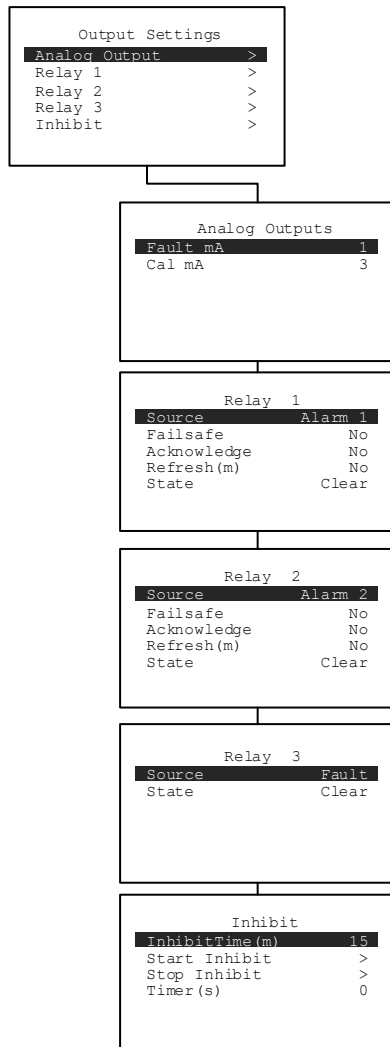 Output Settings
Analog Output >
Relay 1 >
Relay 2 >
Relay 3 >
Inhibit >
Analog Outputs
Fault mA 1
Cal mA 3
Relay 1
Source Alarm 1
Failsafe No
Acknowledge No
Refresh(m) No
State Clear
Relay 2
Source Alarm 2
Failsafe No
Acknowledge No
Refresh(m) No
State Clear
Relay 3
Source Fault
State Clear
Inhibit
InhibitTime(m) 15
Start Inhibit >
Stop Inhibit >
Timer(s) 0